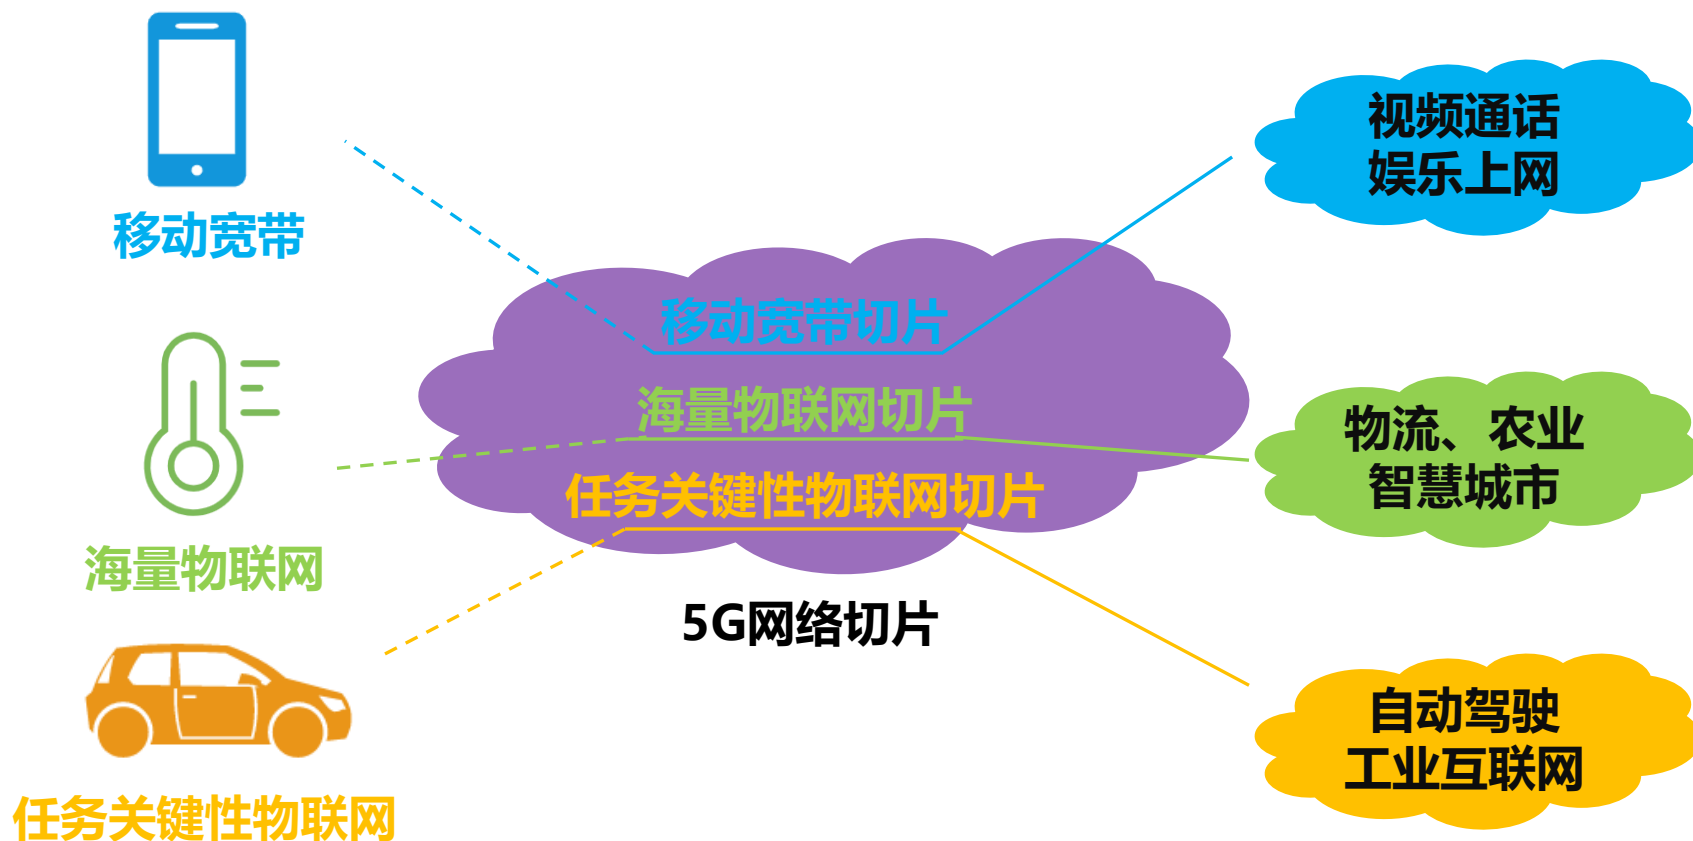 移动宽带
海量物联网
任务关键性物联网
移动宽带切片
海量物联网切片
任务关键性物联网切片
5G网络切片
视频通话
娱乐上网
物流、农业
智慧城市
自动驾驶
工业互联网